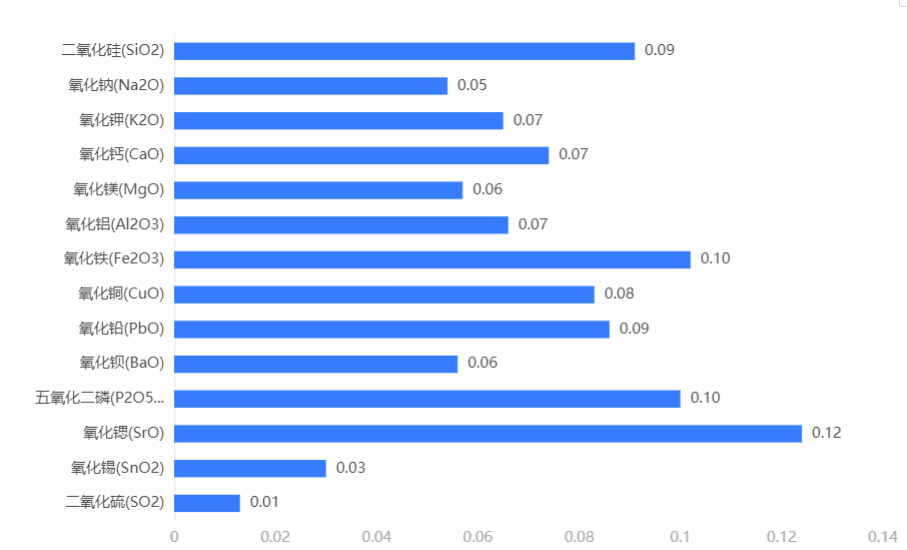 二氧化硅(SiO2) 0.09
氧化钠(Na2O) 0.05
氧化钾(K2O) 0.07
氧化钙(CaO) 0.07
氧化镁(MgO) 0.06
氧化铝(Al2O3) 0.07
氧化铁(Fe2O3) 0.10
氧化铜(CuO) 0.08
氧化铅(PbO) 0.09
氧化钡(BaO) 0.06
五氧化二磷(P2O5... 0.10
氧化锶(SrO) 0.12
氧化锡(SnO2) 0.03
二氧化硫(SO2) 0.01
0 0.02 0.04 0.06 0.08 0.1 0.12 0.14